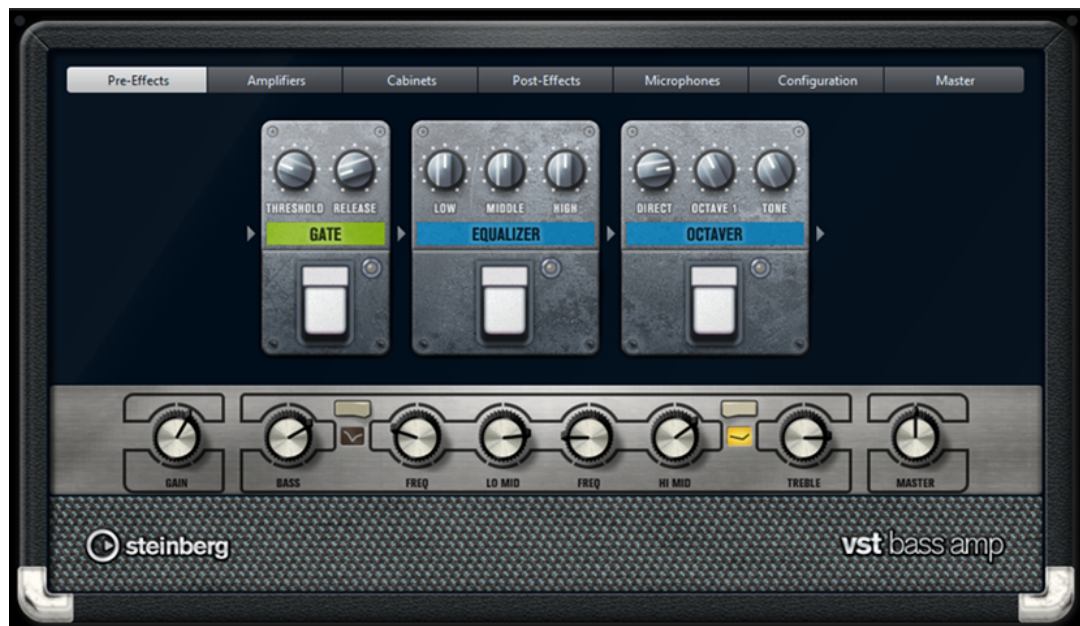 Pre-Effects Amplifiers Cabinets Post-Effects Microphones Configuration Master
THRESHOLD RELEASE
GATE
LOW MIDDLE HIGH
EQUALIZER
DIRECT OCTAVE 1 TONE
OCTAVER
GAIN BASS FREQ LO MID FREQ HI MID TREBLE MASTER
steinberg
vst bass amp